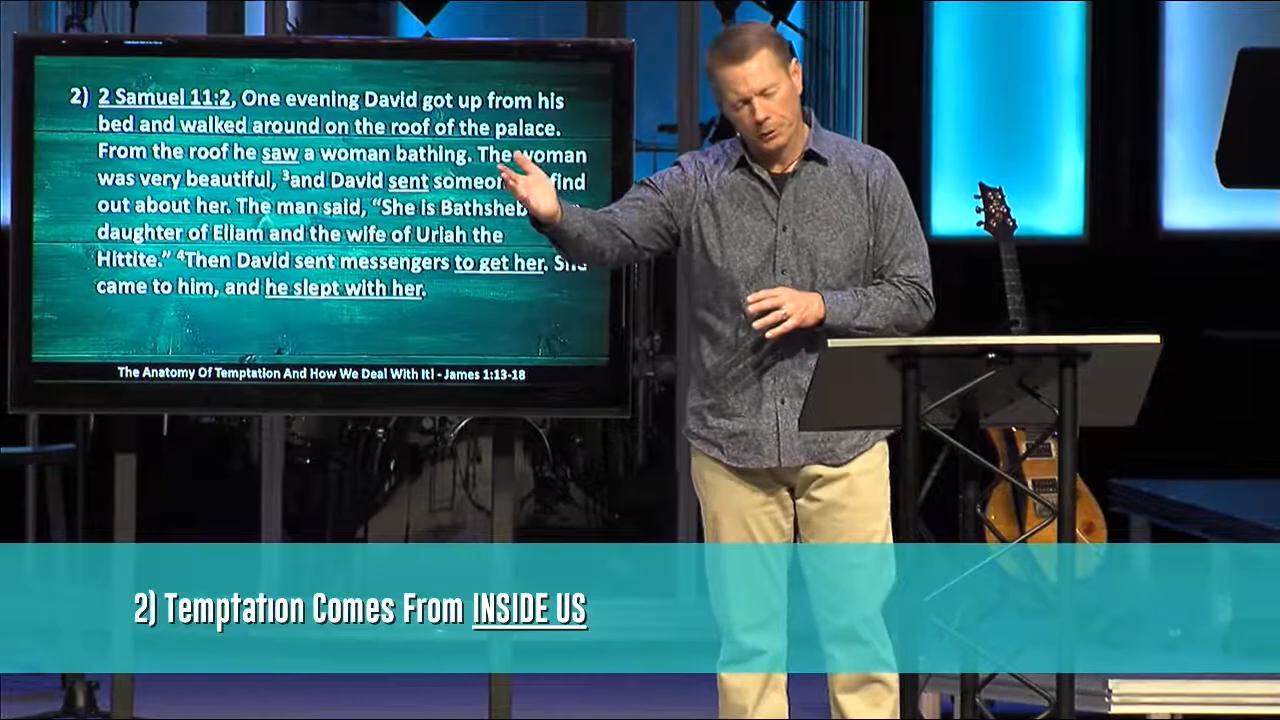 2) 2 Samuel 11:2, One evening David got up from his
bed and walked around on the roof of the palace.
From the roof he saw a woman bathing. The woman
was very beautiful, ³and David sent find
out about her. The man said, “She is
daughter of Eliam and the wife of Uriah the
Hittite.” ⁴Then David sent messengers to get her. She
came to him, and he slept with her.
The Anatomy Of Temptation And How We Deal With It! - James 1:13-18
2) Temptation Comes From INSIDE US